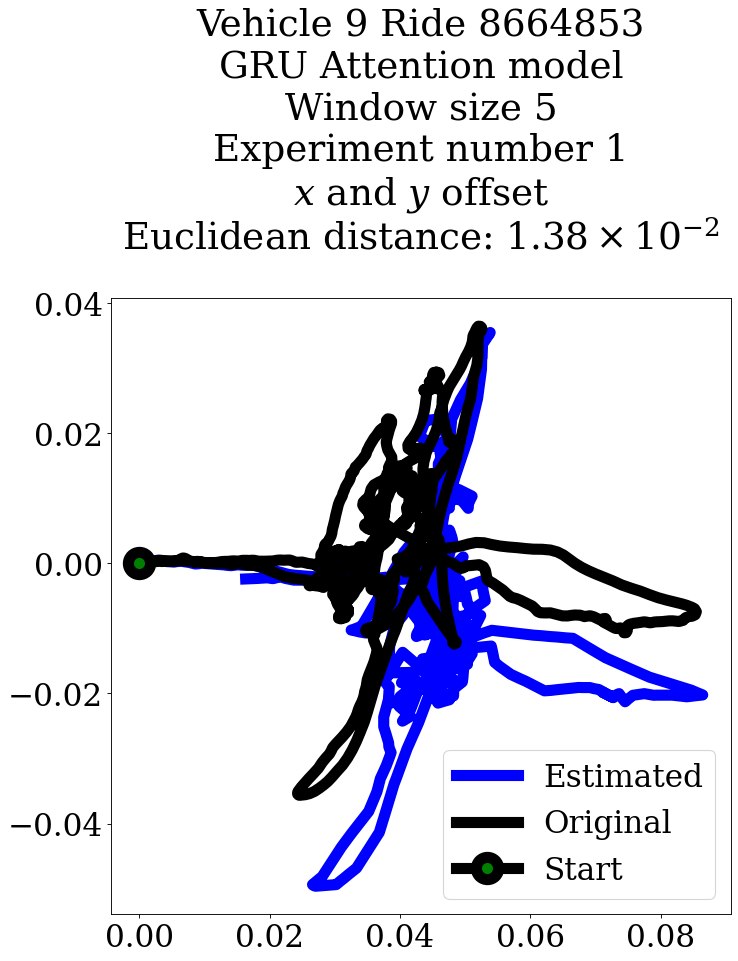 Vehicle 9 Ride 8664853
GRU Attention model
Window size 5
Experiment number 1
x and y offset
Euclidean distance: 1.38 × 10⁻²
0.04
0.02
0.00
−0.02
−0.04
0.00 0.02 0.04 0.06 0.08
Estimated
Original
Start